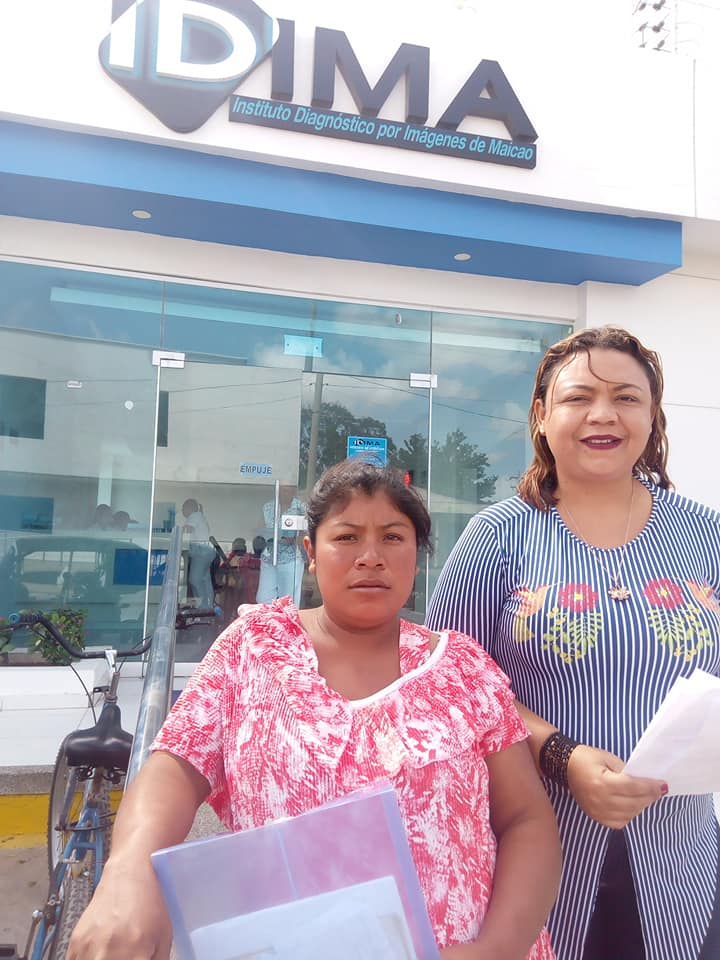 IDIMA
Instituto Diagnóstico por Imágenes de Maicao
IDIMA
EMPUJE